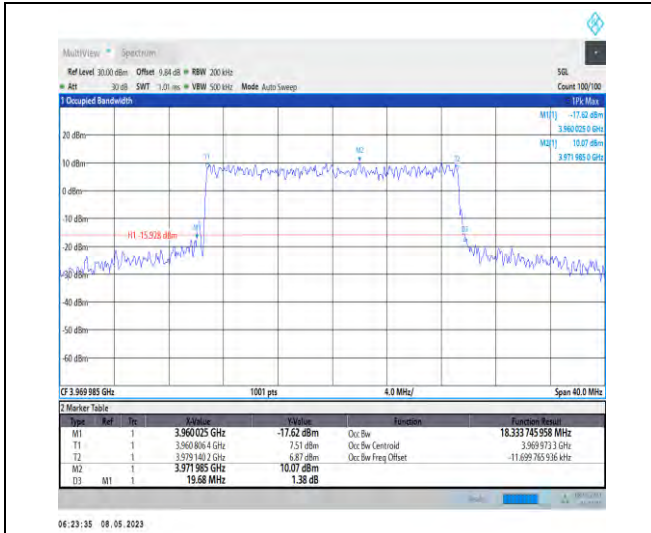 MultiView Spectrum
Ref Level 30.00 dBm Offset 9.84 dB RBW 200 kHz SGL
Att 30 dB SWT 1.01 ms VBW 500 kHz Mode Auto Sweep Count 100/100
1 Occupied Bandwidth 1Pk Max
M1[1] -17.62 dBm
3.960 025 0 GHz
M2[1] 10.07 dBm
3.971 985 0 GHz
20 dBm
M2
T1 T2
10 dBm
0 dBm
-10 dBm
M1 D3
H1 -15.928 dBm
-20 dBm
-30 dBm
-40 dBm
-50 dBm
-60 dBm
CF 3.969 985 GHz 1001 pts 4.0 MHz/ Span 40.0 MHz
2 Marker Table
Type Ref Trc X-Value Y-Value Function Function Result
M1 1 3.960 025 GHz -17.62 dBm Occ Bw 18.333 745 958 MHz
T1 1 3.960 806 4 GHz 7.51 dBm Occ Bw Centroid 3.969 973 3 GHz
T2 1 3.979 140 2 GHz 6.87 dBm Occ Bw Freq Offset -11.699 765 936 kHz
M2 1 3.971 985 GHz 10.07 dBm
D3 M1 1 19.68 MHz 1.38 dB
06:23:35 08.05.2023